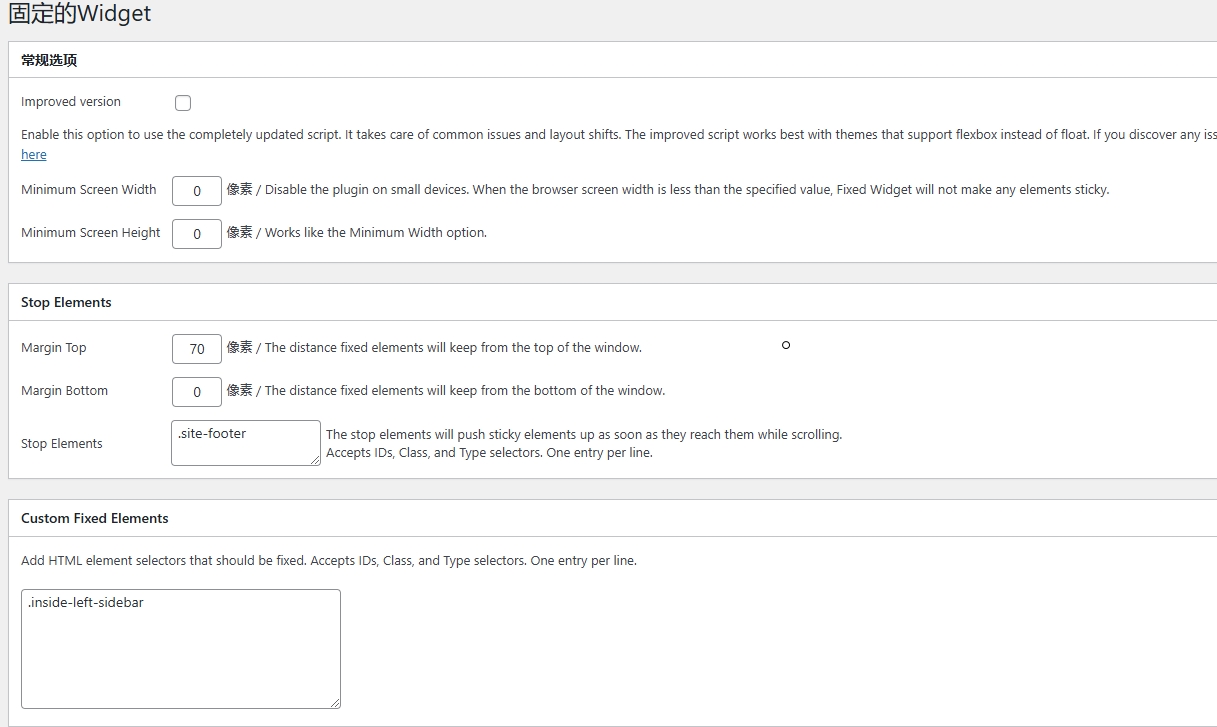 固定的Widget
常规选项
Improved version
Enable this option to use the completely updated script. It takes care of common issues and layout shifts. The improved script works best with themes that support flexbox instead of float. If you discover any iss
here
Minimum Screen Width 0 像素 / Disable the plugin on small devices. When the browser screen width is less than the specified value, Fixed Widget will not make any elements sticky.
Minimum Screen Height 0 像素 / Works like the Minimum Width option.
Stop Elements
Margin Top 70 像素 / The distance fixed elements will keep from the top of the window.
Margin Bottom 0 像素 / The distance fixed elements will keep from the bottom of the window.
Stop Elements .site-footer The stop elements will push sticky elements up as soon as they reach them while scrolling.
Accepts IDs, Class, and Type selectors. One entry per line.
Custom Fixed Elements
Add HTML element selectors that should be fixed. Accepts IDs, Class, and Type selectors. One entry per line.
.inside-left-sidebar